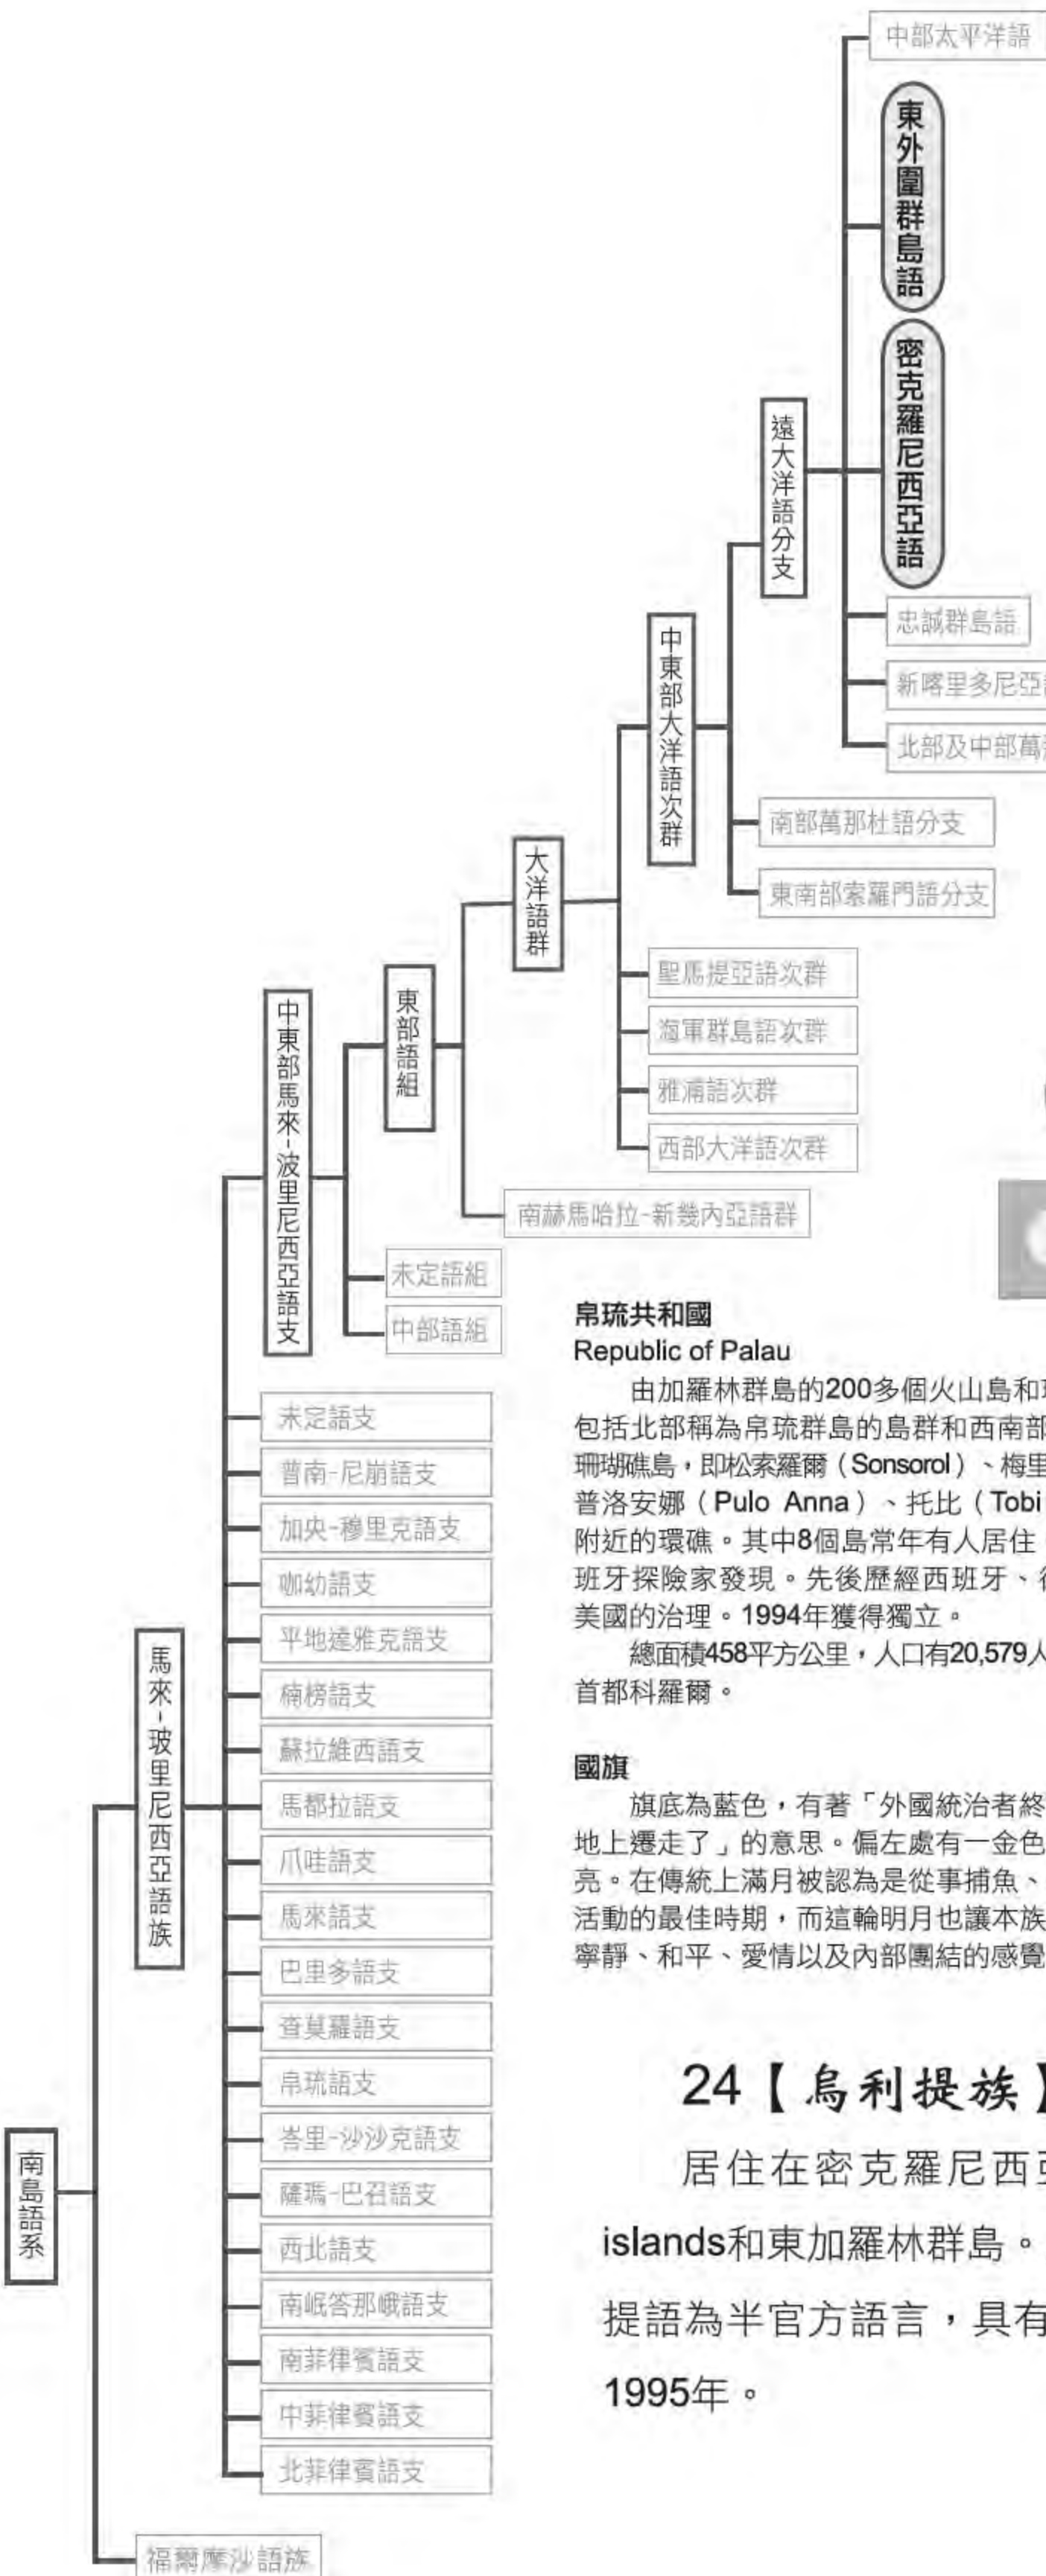 中部太平洋語
東外圍群島語
密克羅尼西亞語
遠大洋語分支
忠誠群島語
新喀里多尼亞
北部及中部萬
中東部大洋語次群
南部萬那杜語分支
東南部索羅門語分支
大洋語群
聖馬提亞語次群
海軍群島語次群
雅浦語次群
西部大洋語次群
東部語組
南赫馬哈拉-新幾內亞語群
中東部馬來-波里尼西亞語支
未定語組
中部語組
未定語支
普南-尼崩語支
加央-穆里克語支
咖幼語支
平地達雅克語支
楠榜語支
蘇拉維西語支
馬都拉語支
爪哇語支
馬來語支
巴里多語支
查莫羅語支
帛琉語支
峇里-沙沙克語支
薩瑪-巴召語支
西北語支
南岷答那峨語支
南菲律賓語支
中菲律賓語支
北菲律賓語支
馬來-玻里尼西亞語族
南島語系
福爾摩沙語族
帛琉共和國
Republic of Palau
由加羅林群島的200多個火山島和
包括北部稱為帛琉群島的島群和西南部
珊瑚礁島，即松索羅爾（Sonsorol）、梅里
普洛安娜（Pulo Anna）、托比（Tobi
附近的環礁。其中8個島常年有人居住
班牙探險家發現。先後歷經西班牙、
美國的治理。1994年獲得獨立。
總面積458平方公里，人口有20,579人
首都科羅爾。
國旗
旗底為藍色，有著「外國統治者終
地上遷走了」的意思。偏左處有一金色
亮。在傳統上滿月被認為是從事捕魚、
活動的最佳時期，而這輪明月也讓本族
寧靜、和平、愛情以及內部團結的感覺
24【烏利提族】
居住在密克羅尼西亞
islands和東加羅林群島。
提語為半官方語言，具有
1995年。